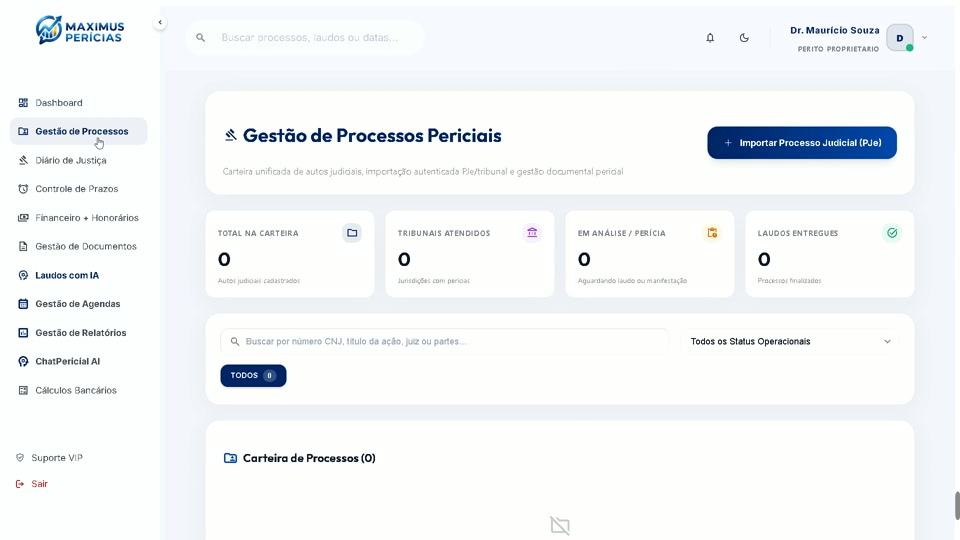 MAXIMUS
PERÍCIAS
Buscar processos, laudos ou datas...
Dr. Maurício Souza
PERITO PROPRIETARIO
D
Dashboard
Gestão de Processos
Diário de Justiça
Controle de Prazos
Financeiro + Honorários
Gestão de Documentos
Laudos com IA
Gestão de Agendas
Gestão de Relatórios
ChatPericial AI
Cálculos Bancários
Suporte VIP
Sair
Gestão de Processos Periciais
Carteira unificada de autos judiciais, importação autenticada PJe/tribunal e gestão documental pericial
+ Importar Processo Judicial (PJe)
TOTAL NA CARTEIRA
0
Autos judiciais cadastrados
TRIBUNAIS ATENDIDOS
0
Jurisdições com perícias
EM ANÁLISE / PERÍCIA
0
Aguardando laudo ou manifestação
LAUDOS ENTREGUES
0
Processos finalizados
Buscar por número CNJ, título da ação, juiz ou partes...
Todos os Status Operacionais
TODOS 0
Carteira de Processos (0)